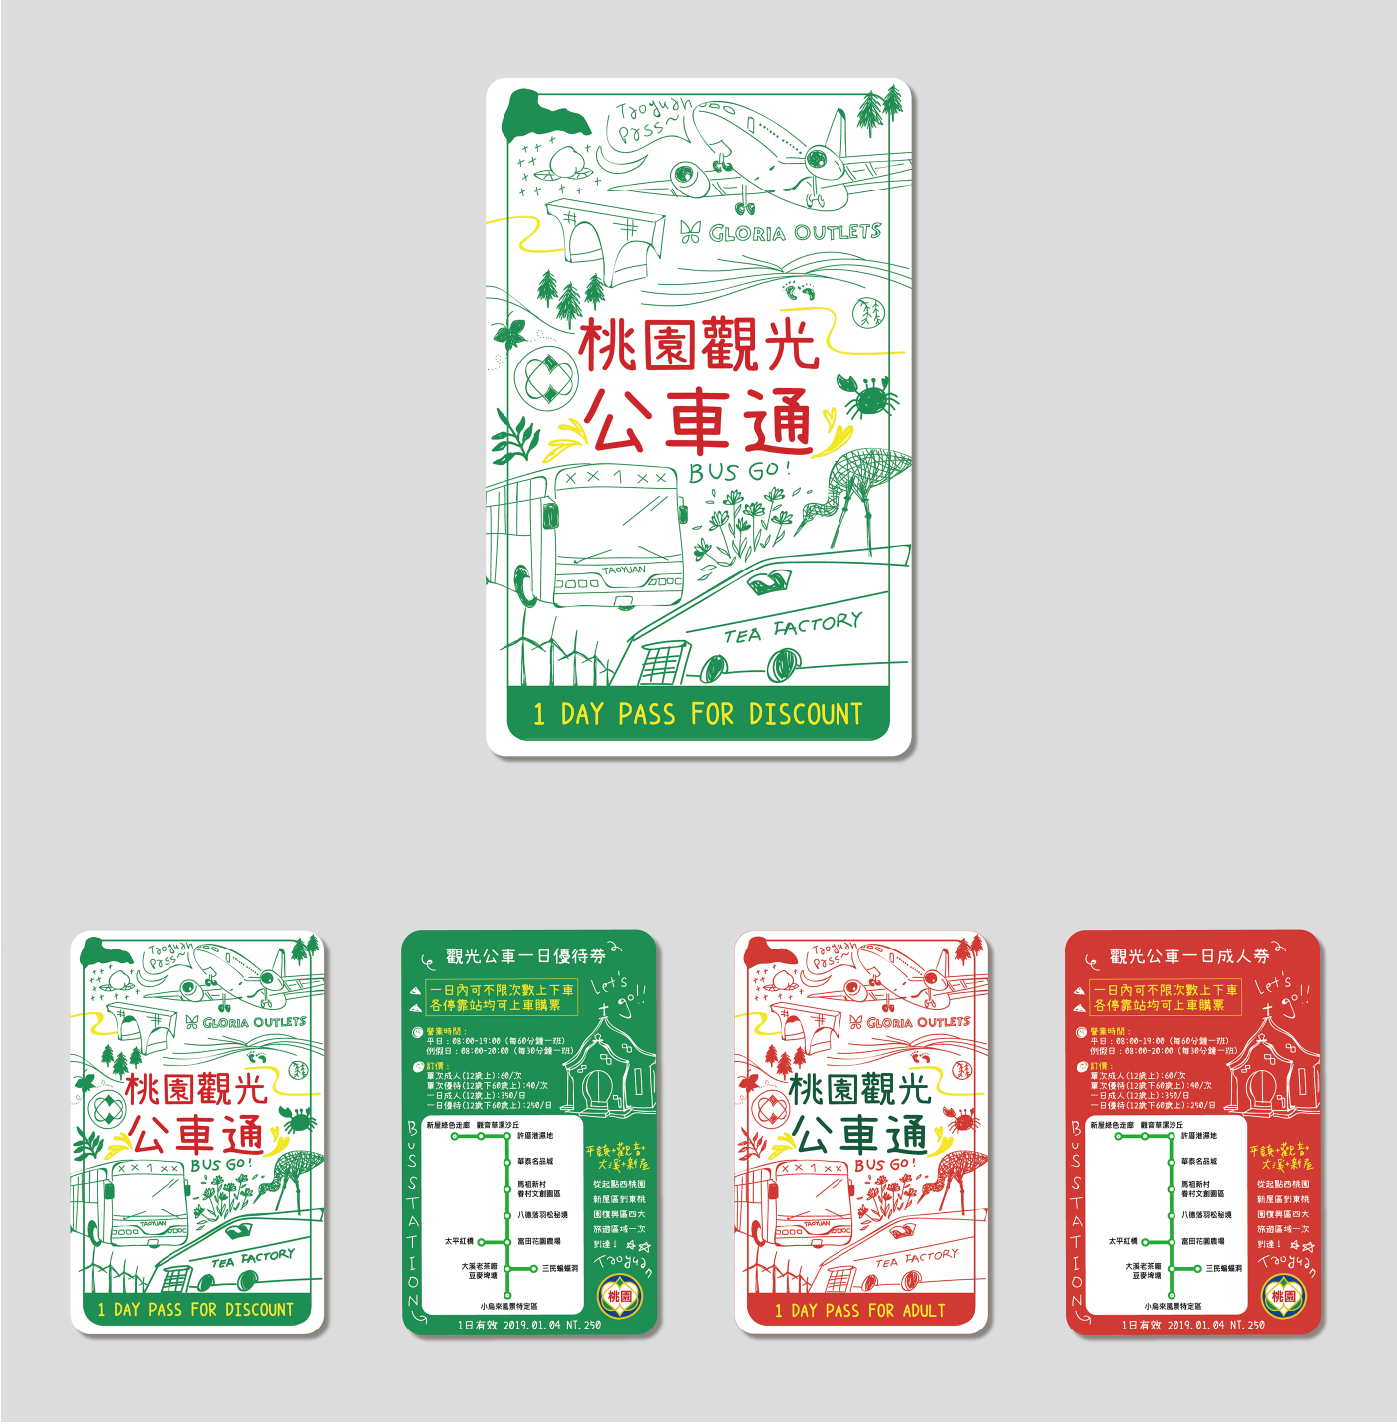 Taoyuan
Pass~
GLORIA OUTLETS
桃園觀光
公車通
BUS GO!
XX1XX
TAOYUAN
TEA FACTORY
1 DAY PASS FOR DISCOUNT
Taoyuan
Pass~
GLORIA OUTLETS
桃園觀光
公車通
BUS GO!
XX1XX
TAOYUAN
TEA FACTORY
1 DAY PASS FOR DISCOUNT
觀光公車一日優待券
一日內可不限次數上下車
各停靠站均可上車購票
Let's
go!!
營業時間：
平日：08:00-19:00 (每60分鐘一班)
例假日：08:00-20:00 (每30分鐘一班)
訂價：
單次成人(12歲上):60/次
單次優待(12歲下60歲上):40/次
一日成人(12歲上):350/日
一日優待(12歲下60歲上):250/日
BUS STATION
新屋綠色走廊 觀音草漯沙丘
許厝港濕地
華泰名品城
馬祖新村
眷村文創園區
八德落羽松秘境
太平紅橋 富田花園農場
大溪老茶廠
豆麥埤塘
三民蝙蝠洞
小烏來風景特定區
平鎮+觀音+
大溪+新屋
從起點西桃園
新屋區到東桃
園復興區四大
旅遊區域一次
到達！
Taoyuan
桃園
1日有效 2019.01.04 NT.250
Taoyuan
Pass~
GLORIA OUTLETS
桃園觀光
公車通
BUS GO!
XX1XX
TAOYUAN
TEA FACTORY
1 DAY PASS FOR ADULT
觀光公車一日成人券
一日內可不限次數上下車
各停靠站均可上車購票
Let's
go!!
營業時間：
平日：08:00-19:00 (每60分鐘一班)
例假日：08:00-20:00 (每30分鐘一班)
訂價：
單次成人(12歲上):60/次
單次優待(12歲下60歲上):40/次
一日成人(12歲上):350/日
一日優待(12歲下60歲上):250/日
BUS STATION
新屋綠色走廊 觀音草漯沙丘
許厝港濕地
華泰名品城
馬祖新村
眷村文創園區
八德落羽松秘境
太平紅橋 富田花園農場
大溪老茶廠
豆麥埤塘
三民蝙蝠洞
小烏來風景特定區
平鎮+觀音+
大溪+新屋
從起點西桃園
新屋區到東桃
園復興區四大
旅遊區域一次
到達！
Taoyuan
桃園
1日有效 2019.01.04 NT.250